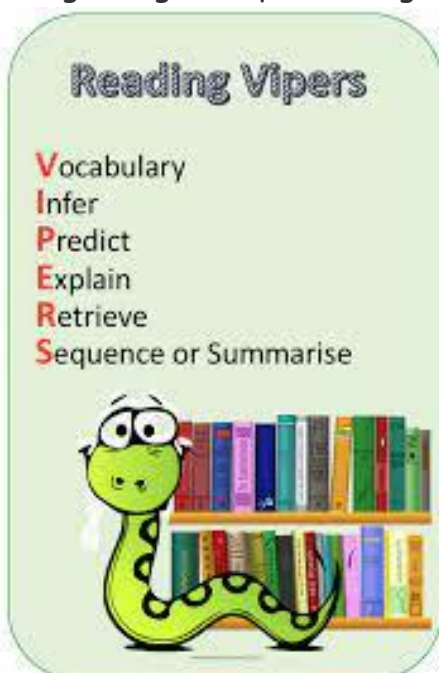 Reading Vipers
Vocabulary
Infer
Predict
Explain
Retrieve
Sequence or Summarise